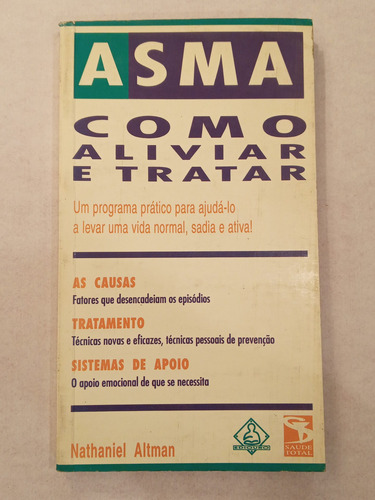 ASMA
COMO
ALIVIAR
E TRATAR
Um programa prático para ajudá-lo
a levar uma vida normal, sadia e ativa!
AS CAUSAS
Fatores que desencadeiam os episódios
TRATAMENTO
Técnicas novas e eficazes, técnicas pessoais de prevenção
SISTEMAS DE APOIO
O apoio emocional de que se necessita
Nathaniel Altman
EDIOURO
SAÚDE
TOTAL